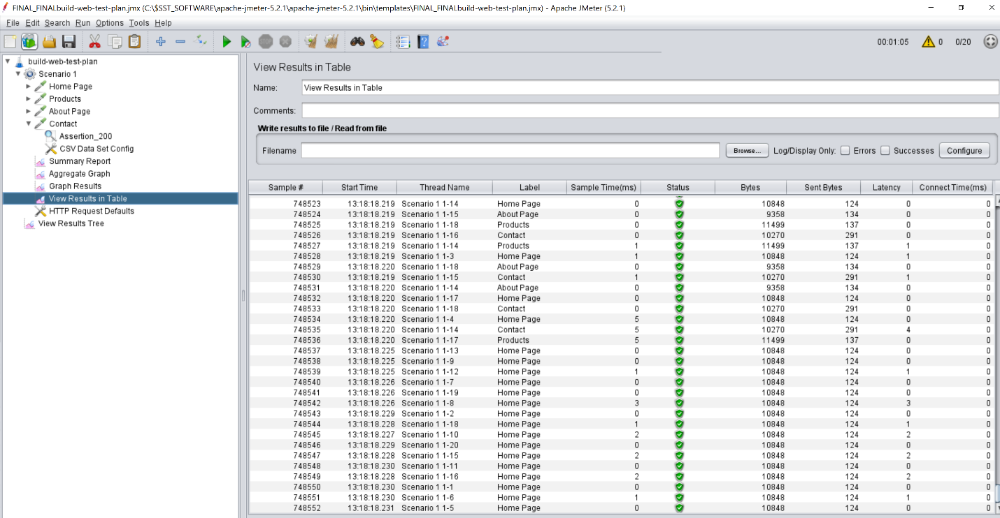 FINAL_FINALbuild-web-test-plan.jmx (C:\$SST_SOFTWARE\apache-jmeter-5.2.1\apache-jmeter-5.2.1\bin\templates\FINAL_FINALbuild-web-test-plan.jmx) - Apache JMeter (5.2.1)
File Edit Search Run Options Tools Help
00:01:05 0 0/20
build-web-test-plan
Scenario 1
Home Page
Products
About Page
Contact
Assertion_200
CSV Data Set Config
Summary Report
Aggregate Graph
Graph Results
View Results in Table
HTTP Request Defaults
View Results Tree
View Results in Table
Name: View Results in Table
Comments:
Write results to file / Read from file
Filename Browse... Log/Display Only: Errors Successes Configure
Sample # Start Time Thread Name Label Sample Time(ms) Status Bytes Sent Bytes Latency Connect Time(ms)
748523 13:18:18.219 Scenario 1 1-14 Home Page 0 10848 124 0 0
748524 13:18:18.219 Scenario 1 1-15 About Page 0 9358 134 0 0
748525 13:18:18.219 Scenario 1 1-18 Products 0 11499 137 0 0
748526 13:18:18.219 Scenario 1 1-16 Contact 0 10270 291 0 0
748527 13:18:18.219 Scenario 1 1-14 Products 1 11499 137 1 0
748528 13:18:18.219 Scenario 1 1-3 Home Page 1 10848 124 1 0
748529 13:18:18.220 Scenario 1 1-18 About Page 0 9358 134 0 0
748530 13:18:18.219 Scenario 1 1-15 Contact 1 10270 291 1 0
748531 13:18:18.220 Scenario 1 1-14 About Page 0 9358 134 0 0
748532 13:18:18.220 Scenario 1 1-17 Home Page 0 10848 124 0 0
748533 13:18:18.220 Scenario 1 1-18 Contact 0 10270 291 0 0
748534 13:18:18.220 Scenario 1 1-4 Home Page 5 10848 124 0 0
748535 13:18:18.220 Scenario 1 1-14 Contact 5 10270 291 4 0
748536 13:18:18.220 Scenario 1 1-17 Products 5 11499 137 0 0
748537 13:18:18.225 Scenario 1 1-13 Home Page 0 10848 124 0 0
748538 13:18:18.225 Scenario 1 1-9 Home Page 0 10848 124 0 0
748539 13:18:18.225 Scenario 1 1-12 Home Page 1 10848 124 1 0
748540 13:18:18.226 Scenario 1 1-7 Home Page 0 10848 124 0 0
748541 13:18:18.226 Scenario 1 1-19 Home Page 0 10848 124 0 0
748542 13:18:18.226 Scenario 1 1-8 Home Page 3 10848 124 3 0
748543 13:18:18.229 Scenario 1 1-2 Home Page 0 10848 124 0 0
748544 13:18:18.228 Scenario 1 1-18 Home Page 1 10848 124 1 0
748545 13:18:18.227 Scenario 1 1-10 Home Page 2 10848 124 2 0
748546 13:18:18.229 Scenario 1 1-20 Home Page 0 10848 124 0 0
748547 13:18:18.228 Scenario 1 1-15 Home Page 2 10848 124 2 0
748548 13:18:18.230 Scenario 1 1-11 Home Page 0 10848 124 0 0
748549 13:18:18.228 Scenario 1 1-16 Home Page 2 10848 124 2 0
748550 13:18:18.230 Scenario 1 1-1 Home Page 0 10848 124 0 0
748551 13:18:18.230 Scenario 1 1-6 Home Page 1 10848 124 1 0
748552 13:18:18.231 Scenario 1 1-5 Home Page 0 10848 124 0 0